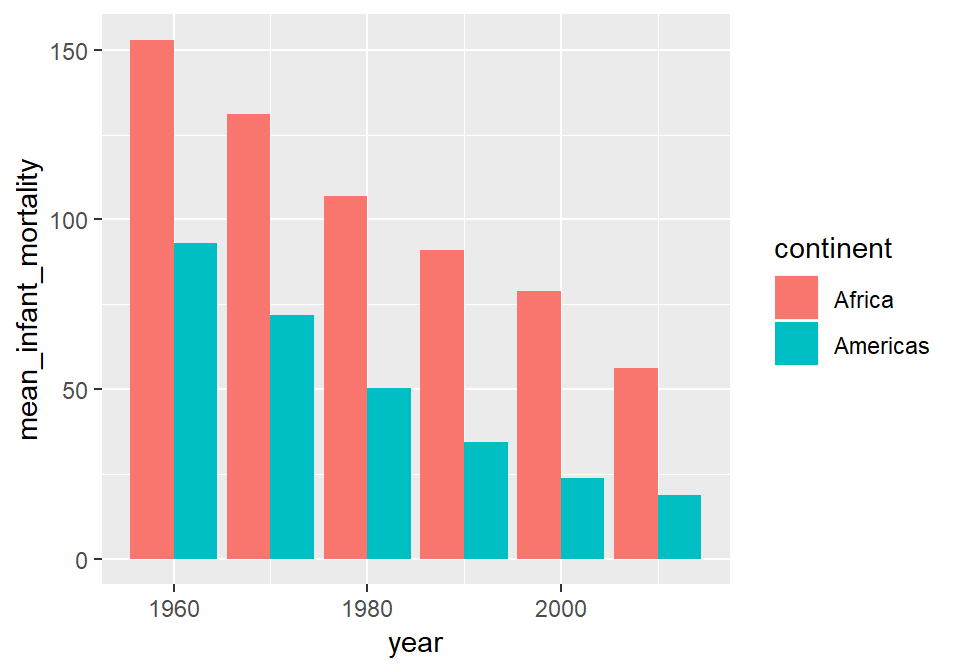 150
100
50
0
mean_infant_mortality
1960 1980 2000
year
continent
Africa
Americas